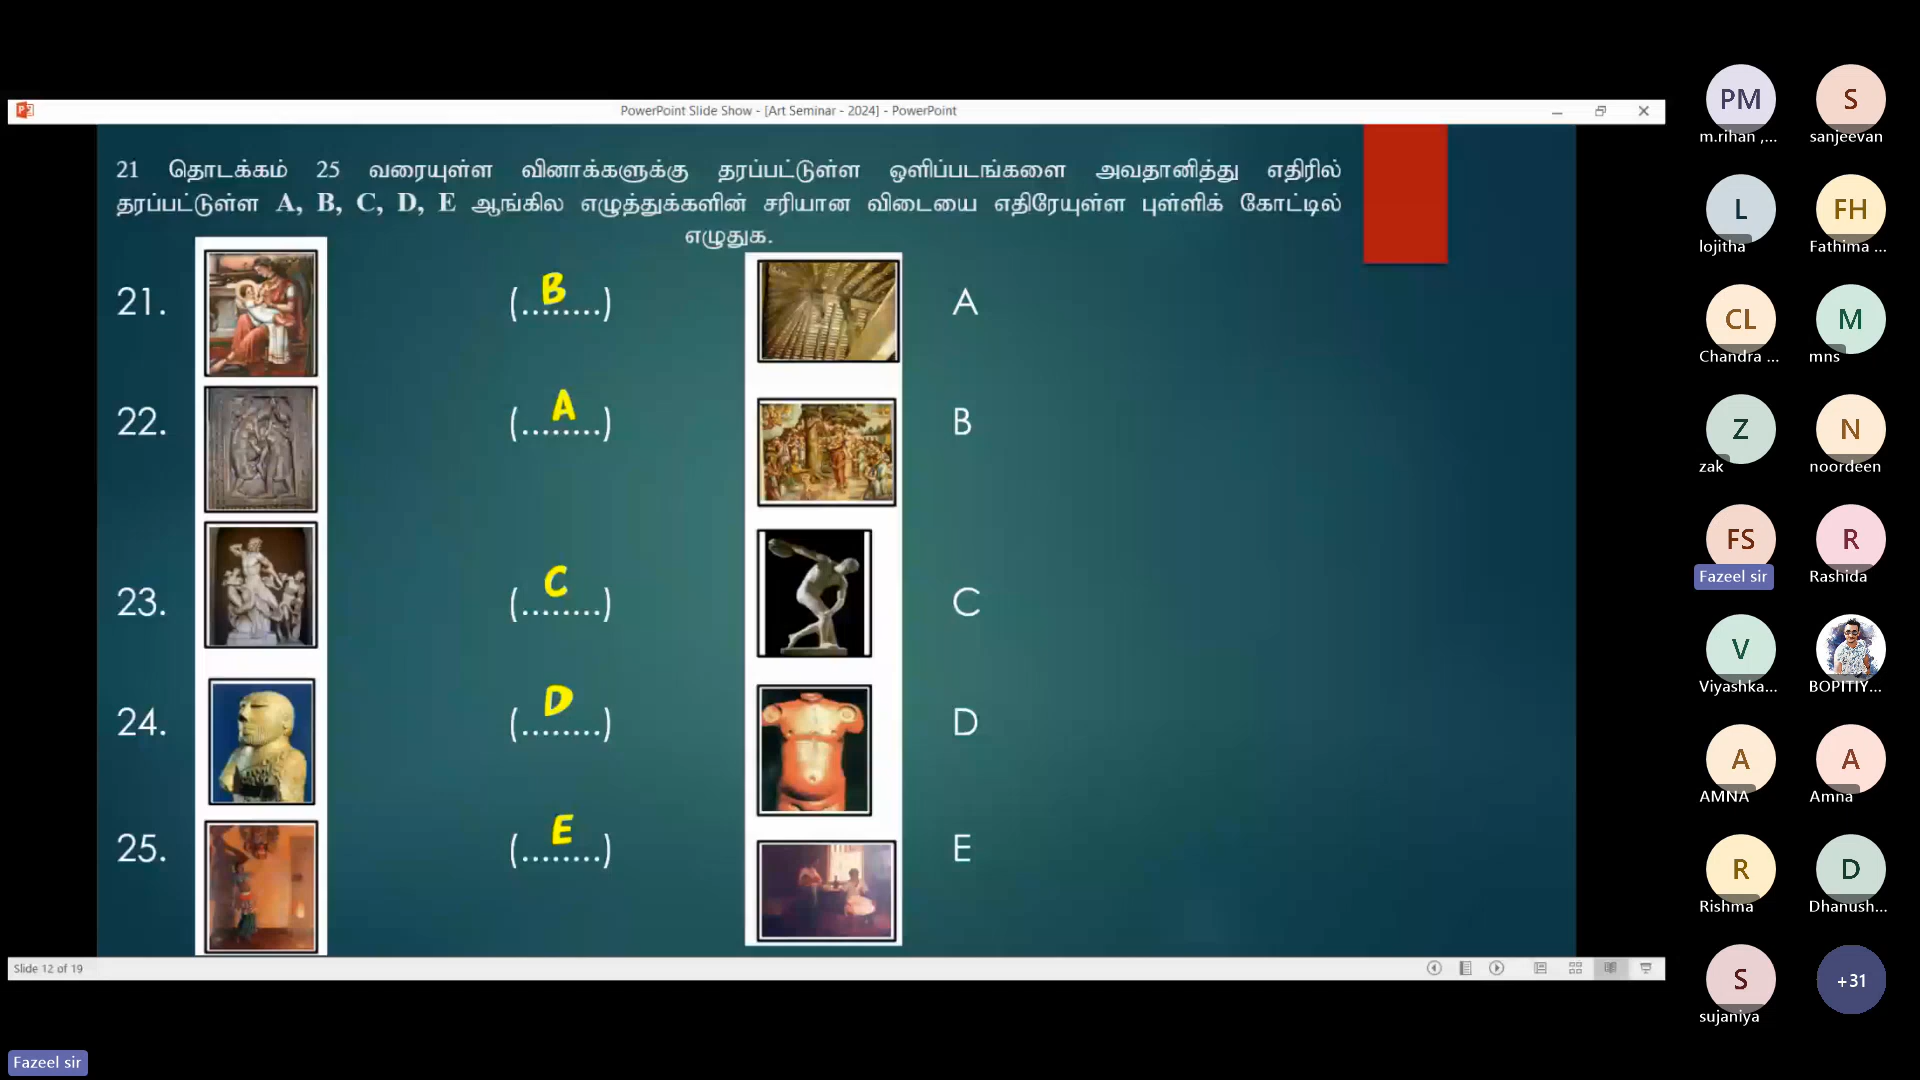 PowerPoint Slide Show - [Art Seminar - 2024] - PowerPoint
21 தொடக்கம் 25 வரையுள்ள வினாக்களுக்கு தரப்பட்டுள்ள ஒளிப்படங்களை அவதானித்து எதிரில்
தரப்பட்டுள்ள A, B, C, D, E ஆங்கில எழுத்துக்களின் சரியான விடையை எதிரேயுள்ள புள்ளிக் கோட்டில்
எழுதுக.
21. (...B.....) A
22. (...A.....) B
23. (...C.....) C
24. (...D.....) D
25. (...E.....) E
Slide 12 of 19
Fazeel sir
PM S
m.rihan ,... sanjeevan
L FH
lojitha Fathima ...
CL M
Chandra ... mns
Z N
zak noordeen
FS R
Fazeel sir Rashida
V
Viyashka... BOPITIY...
A A
AMNA Amna
R D
Rishma Dhanush...
S +31
sujaniya